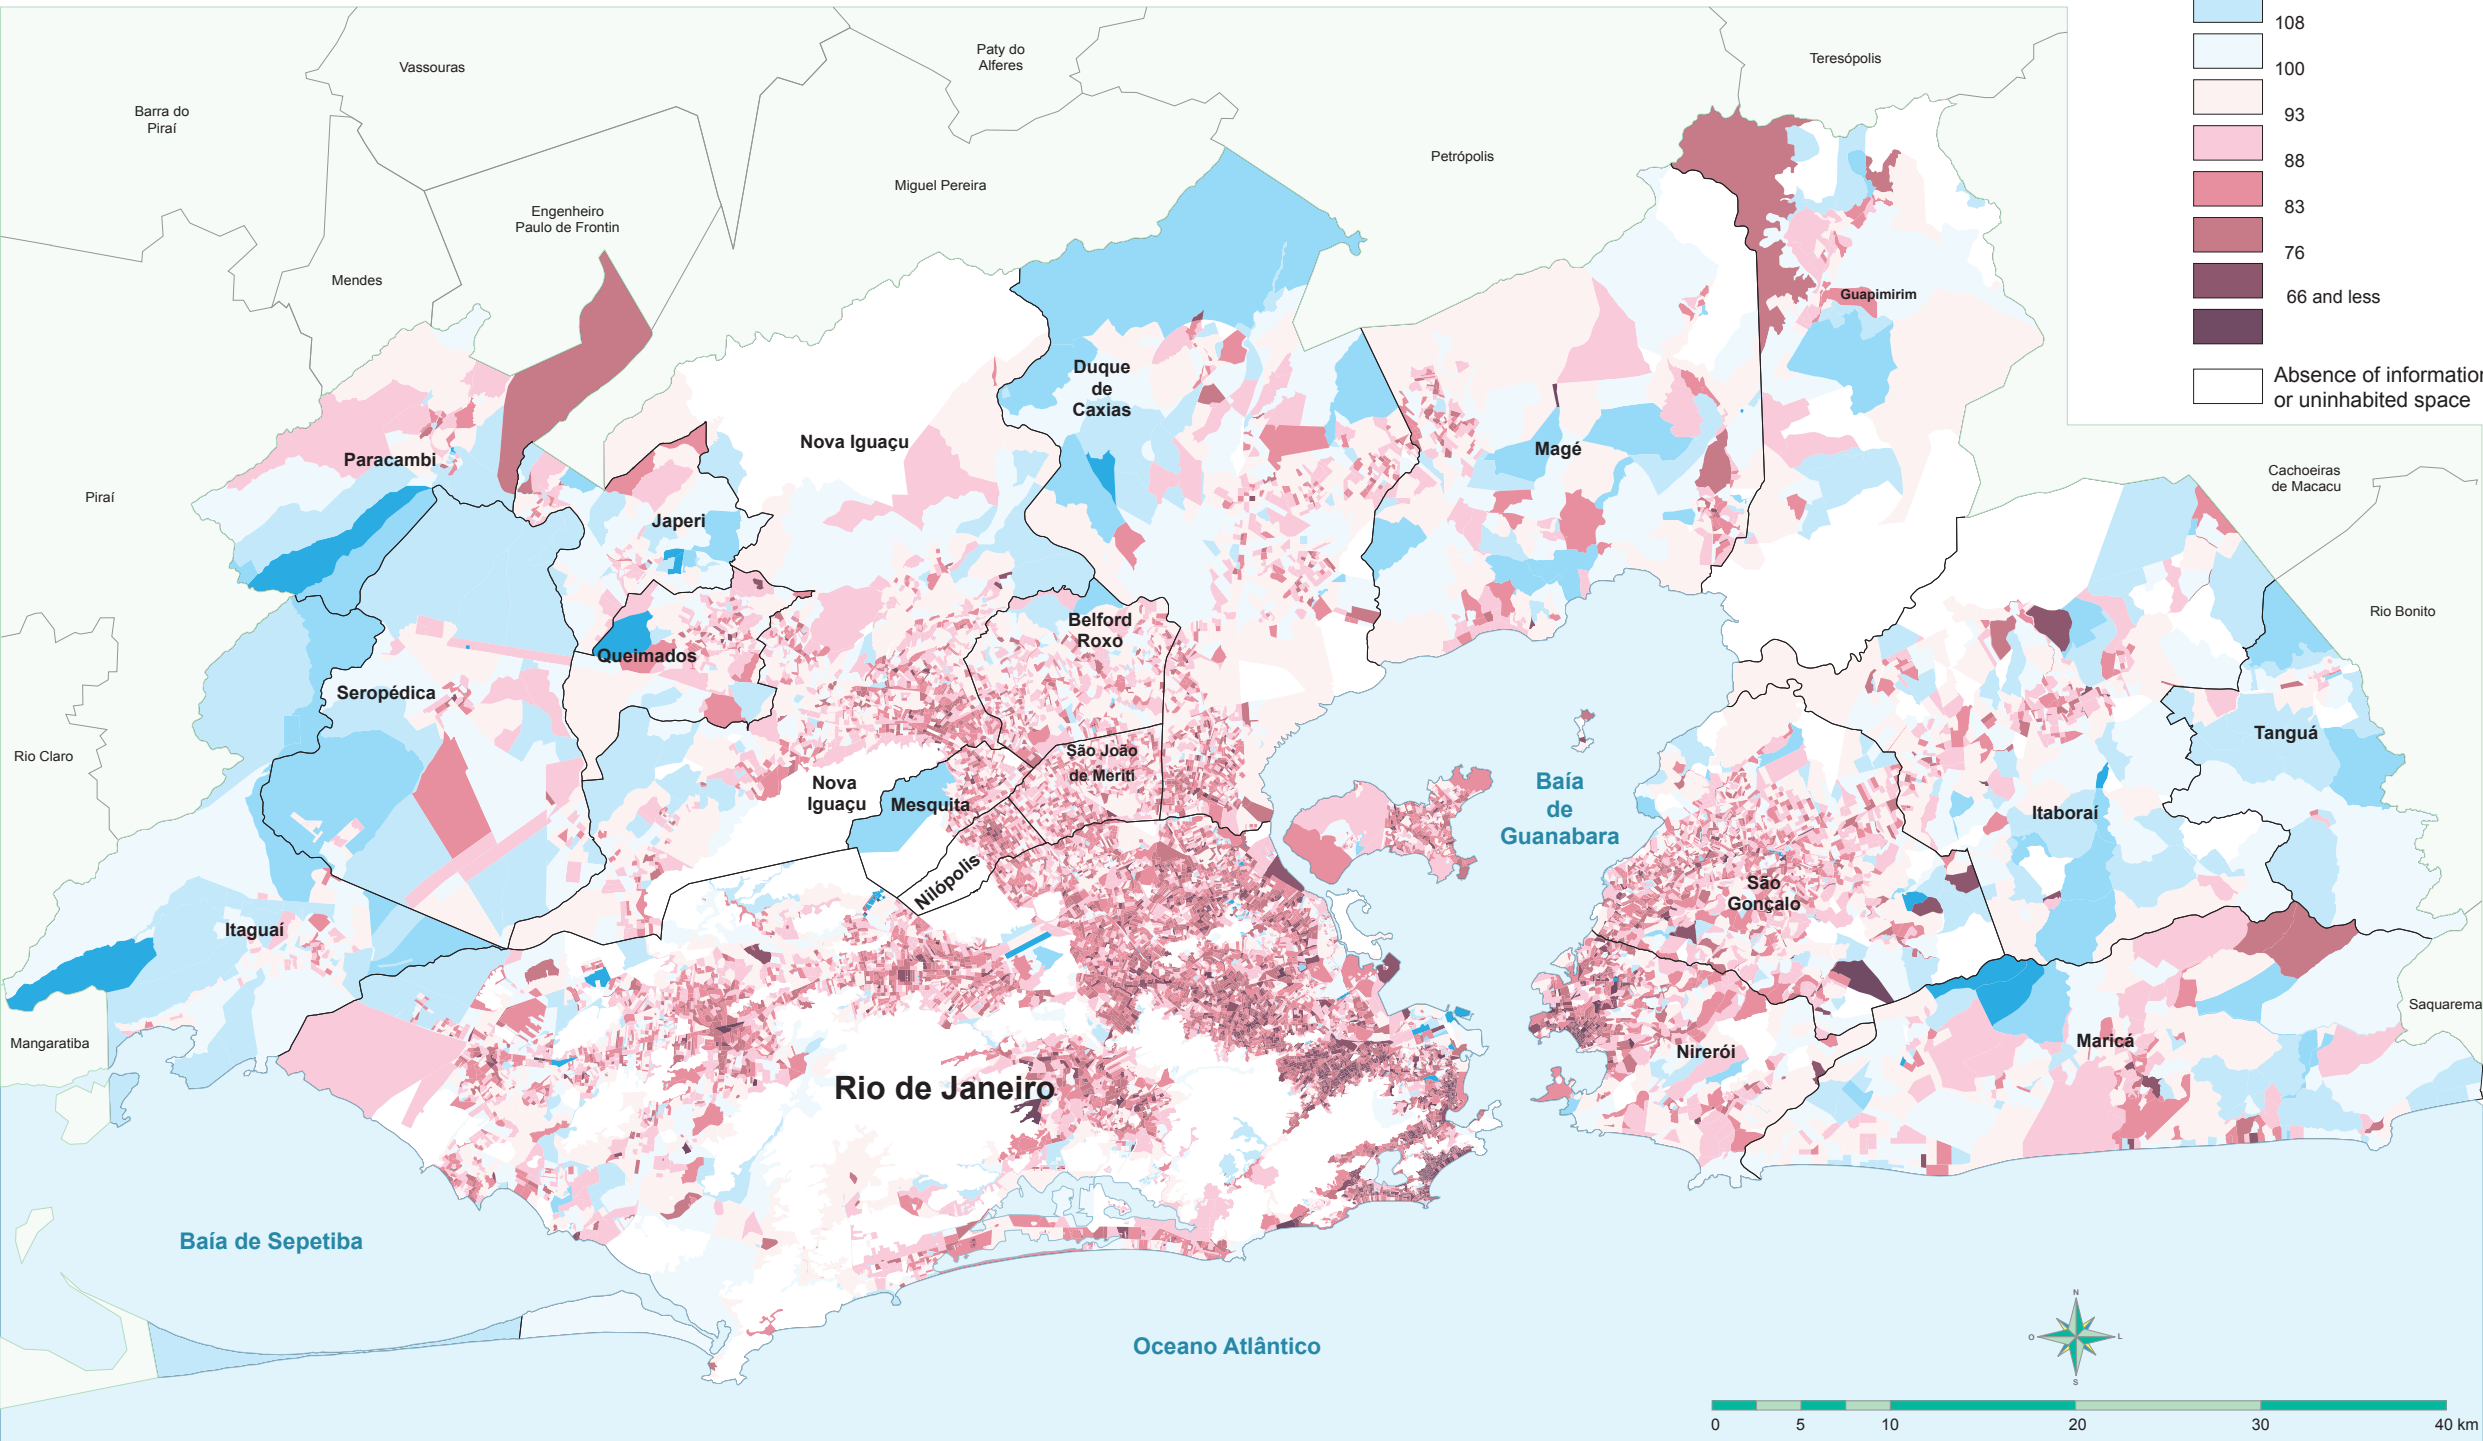 108
100
93
88
83
76
66 and less
Absence of information
or uninhabited space
Vassouras
Paty do
Alferes
Teresópolis
Barra do
Piraí
Petrópolis
Miguel Pereira
Engenheiro
Paulo de Frontin
Mendes
Guapimirim
Duque
de
Caxias
Nova Iguaçu
Magé
Paracambi
Cachoeiras
de Macacu
Piraí
Japeri
Rio Bonito
Belford
Roxo
Queimados
Seropédica
Tanguá
São João
de Meriti
Rio Claro
Nova
Iguaçu
Mesquita
Baía
de
Guanabara
Itaboraí
Nilópolis
São
Gonçalo
Itaguaí
Saquarema
Mangaratiba
Nirerói
Maricá
Rio de Janeiro
Baía de Sepetiba
Oceano Atlântico
N
O
L
S
0 5 10 20 30 40 km